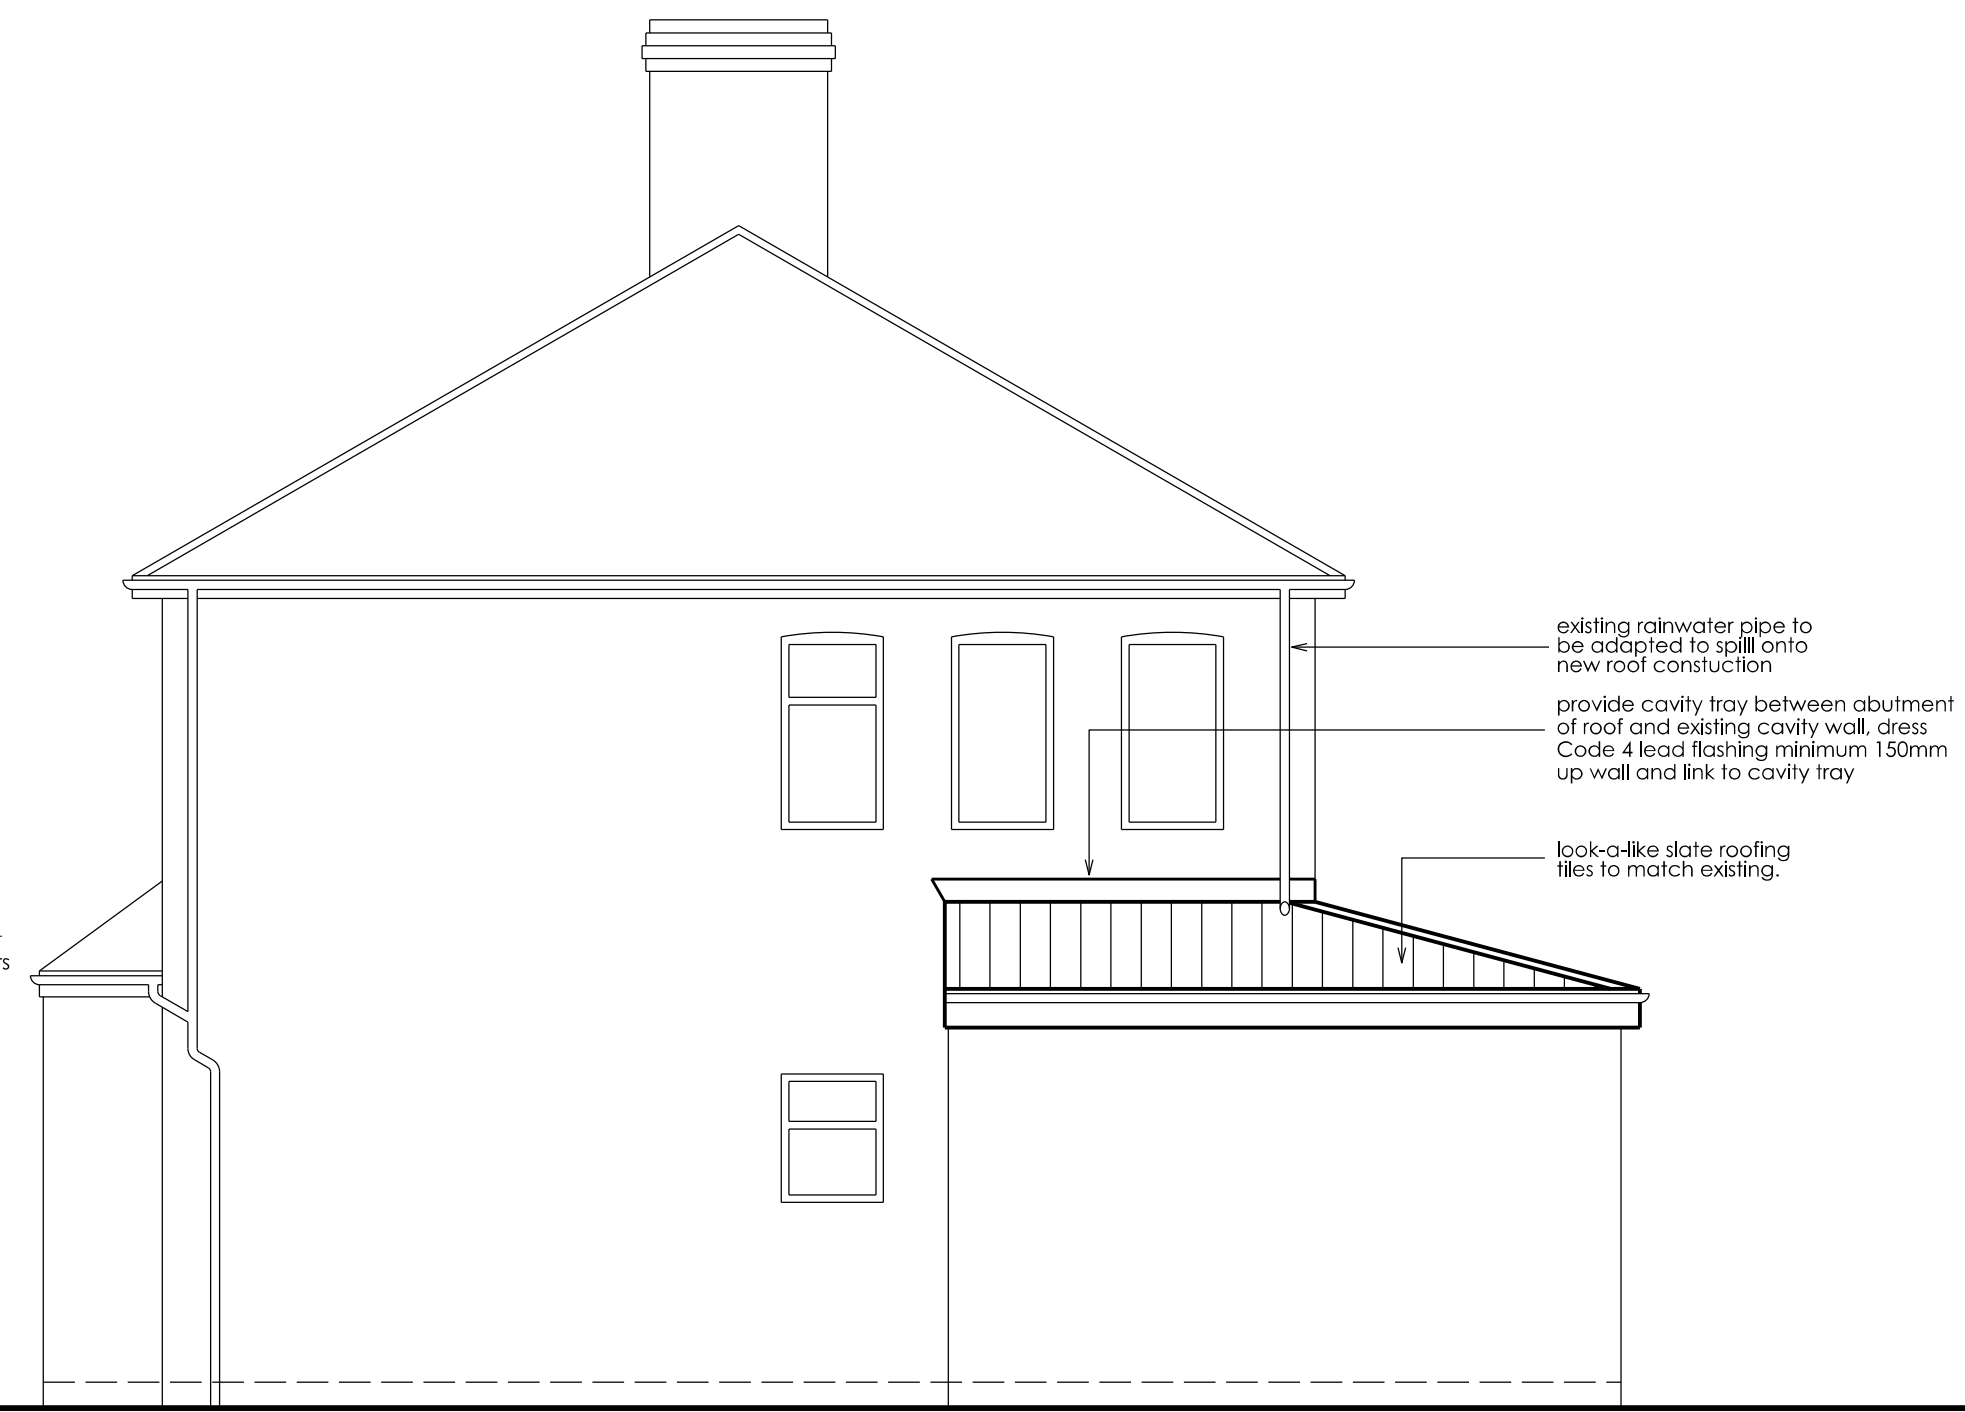 existing rainwater pipe to
be adapted to spill onto
new roof constuction
provide cavity tray between abutment
of roof and existing cavity wall, dress
Code 4 lead flashing minimum 150mm
up wall and link to cavity tray
look-a-like slate roofing
tiles to match existing.